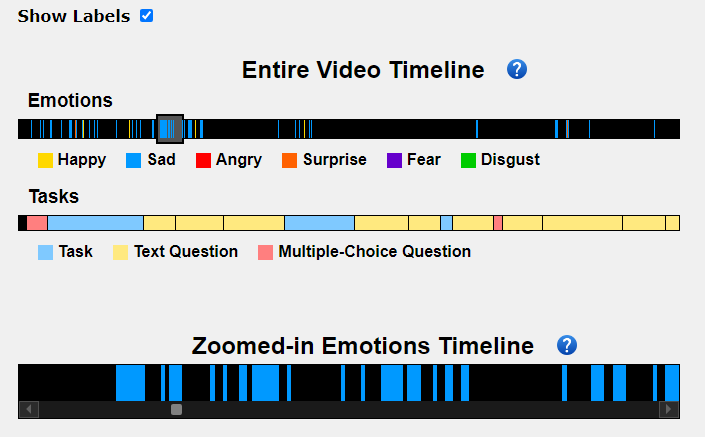 Show Labels
Entire Video Timeline ?
Emotions
Happy Sad Angry Surprise Fear Disgust
Tasks
Task Text Question Multiple-Choice Question
Zoomed-in Emotions Timeline ?